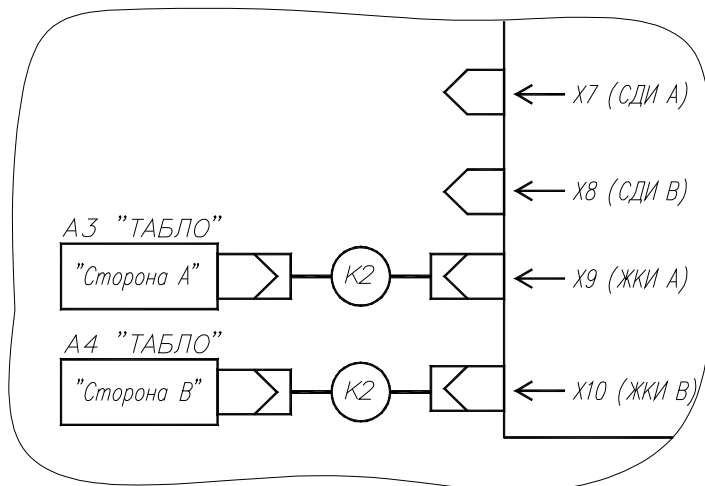 X7 (СДИ А)
X8 (СДИ В)
А3 "ТАБЛО"
"Сторона А"
К2
X9 (ЖКИ А)
А4 "ТАБЛО"
"Сторона В"
К2
X10 (ЖКИ В)